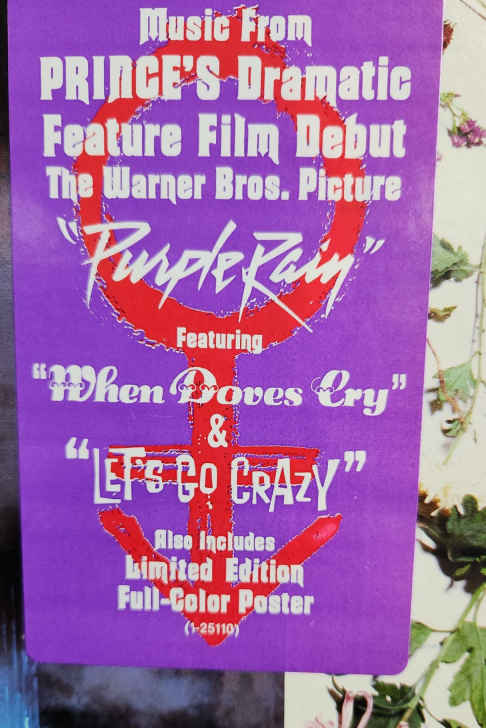 Music From
PRINCE'S Dramatic
Feature Film Debut
The Warner Bros. Picture
"Purple Rain"
Featuring
"When Doves Cry"
&
"LET'S GO CRAZY"
Also Includes
Limited Edition
Full-Color Poster
(1-25110)